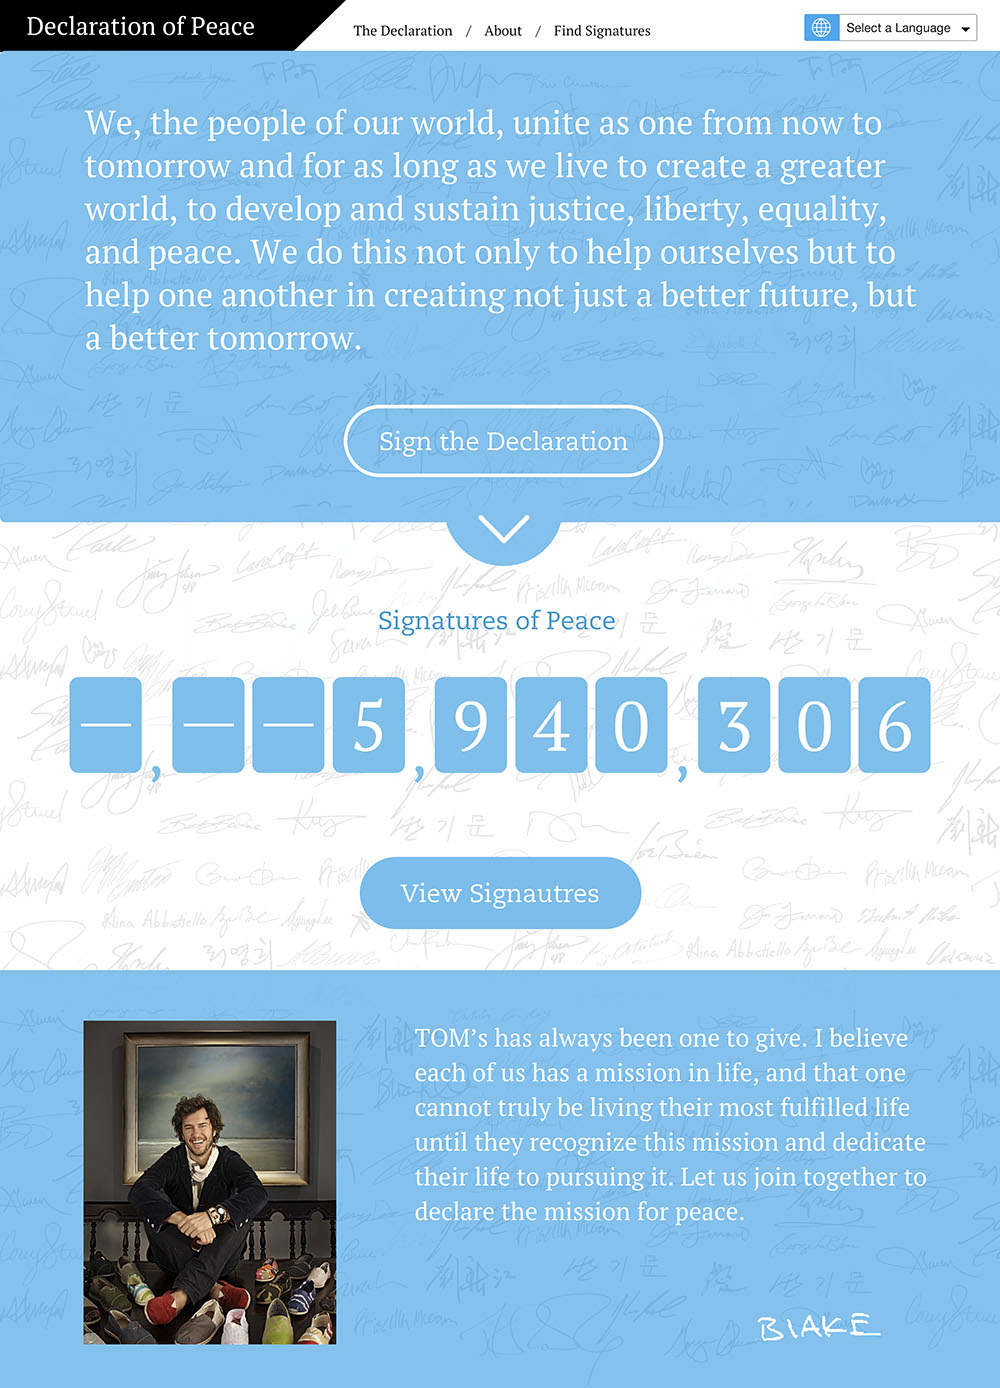 Declaration of Peace
The Declaration / About / Find Signatures
Select a Language
We, the people of our world, unite as one from now to
tomorrow and for as long as we live to create a greater
world, to develop and sustain justice, liberty, equality,
and peace. We do this not only to help ourselves but to
help one another in creating not just a better future, but
a better tomorrow.
Sign the Declaration
Signatures of Peace
—,——5,940,306
View Signautres
TOM’s has always been one to give. I believe
each of us has a mission in life, and that one
cannot truly be living their most fulfilled life
until they recognize this mission and dedicate
their life to pursuing it. Let us join together to
declare the mission for peace.
BlAKE